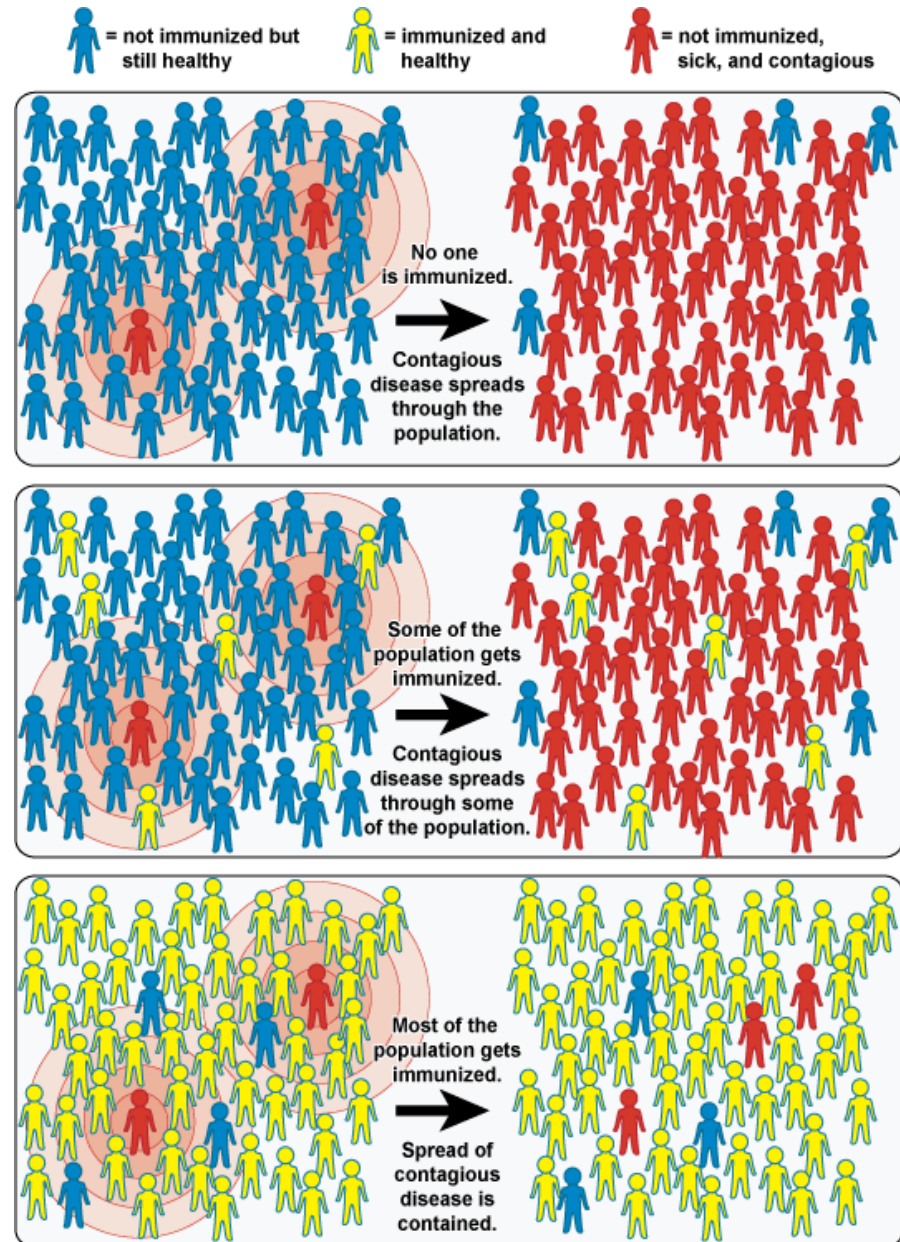 = not immunized but
still healthy
= immunized and
healthy
= not immunized,
sick, and contagious
No one
is immunized.
Contagious
disease spreads
through the
population.
Some of the
population gets
immunized.
Contagious
disease spreads
through some
of the population.
Most of the
population gets
immunized.
Spread of
contagious
disease is
contained.